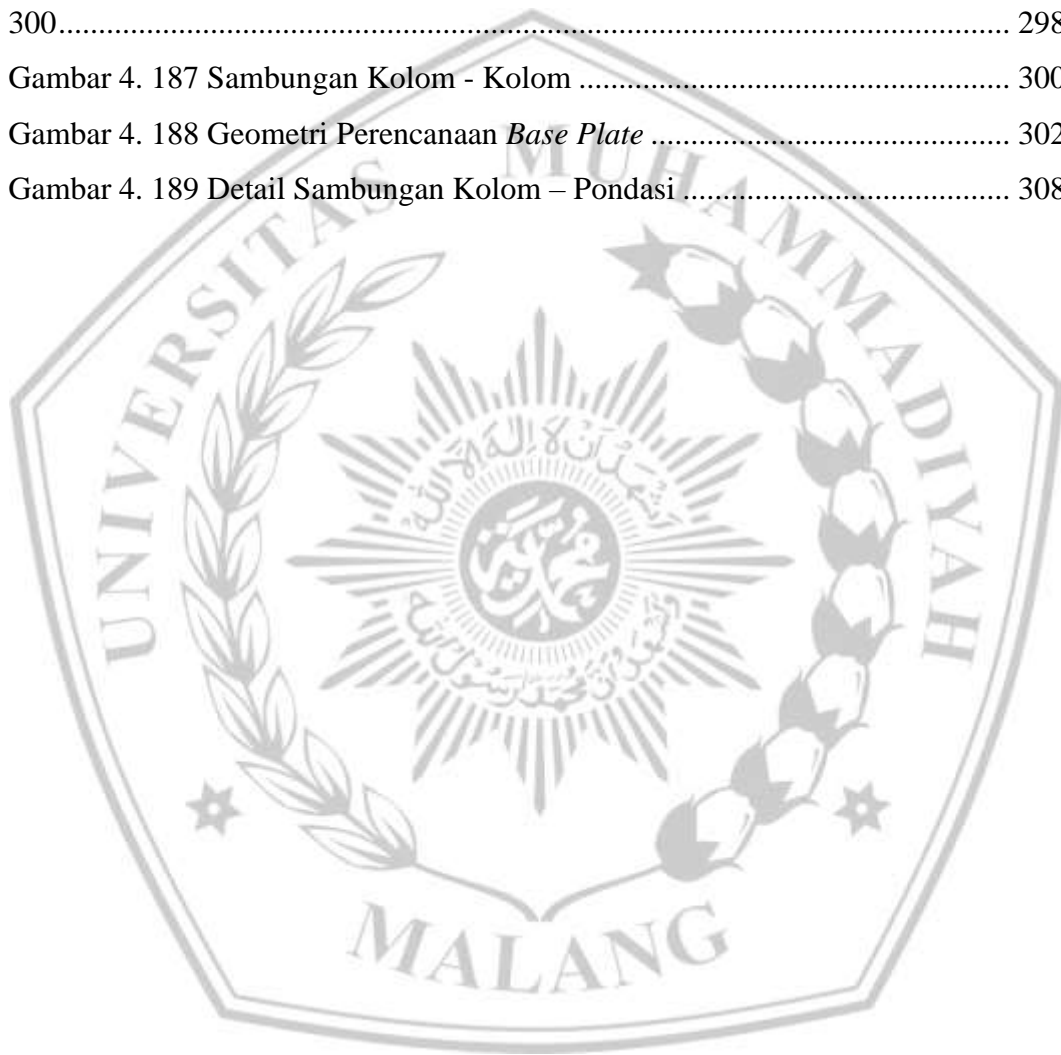 300........................................................................................................ 298
Gambar 4. 187 Sambungan Kolom - Kolom ............................................... 300
Gambar 4. 188 Geometri Perencanaan Base Plate ....................................... 302
Gambar 4. 189 Detail Sambungan Kolom – Pondasi .................................... 308
UNIVERSITAS MUHAMMADIYAH
MALANG